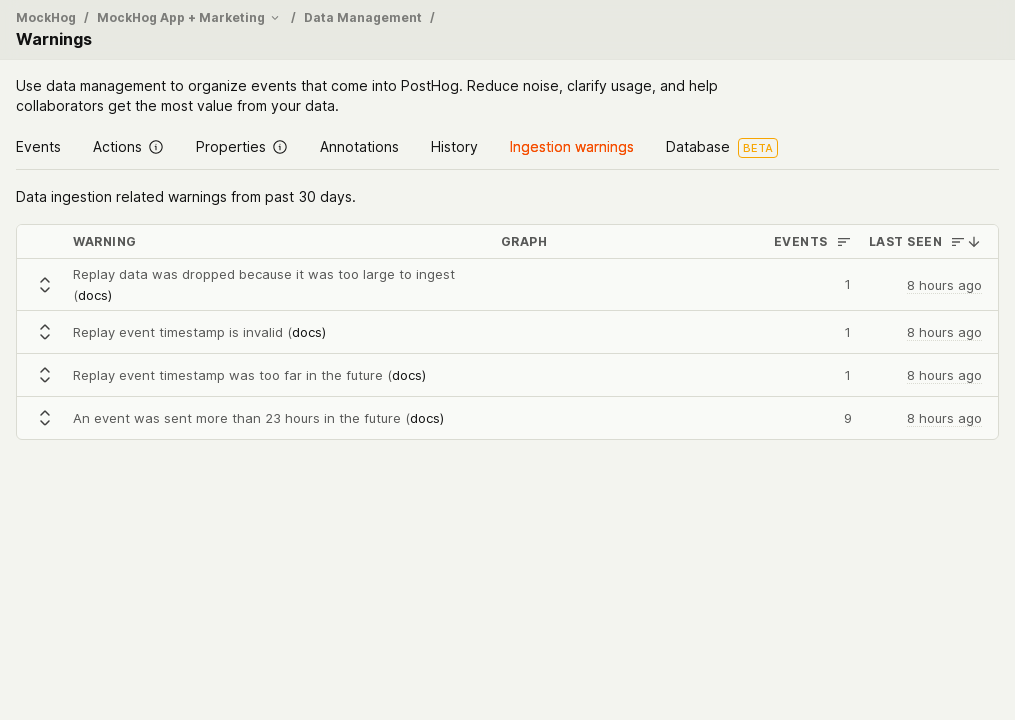 MockHog / MockHog App + Marketing / Data Management /
Warnings
Use data management to organize events that come into PostHog. Reduce noise, clarify usage, and help
collaborators get the most value from your data.
Events Actions Properties Annotations History Ingestion warnings Database BETA
Data ingestion related warnings from past 30 days.
WARNING GRAPH EVENTS LAST SEEN
Replay data was dropped because it was too large to ingest
(docs) 1 8 hours ago
Replay event timestamp is invalid (docs) 1 8 hours ago
Replay event timestamp was too far in the future (docs) 1 8 hours ago
An event was sent more than 23 hours in the future (docs) 9 8 hours ago